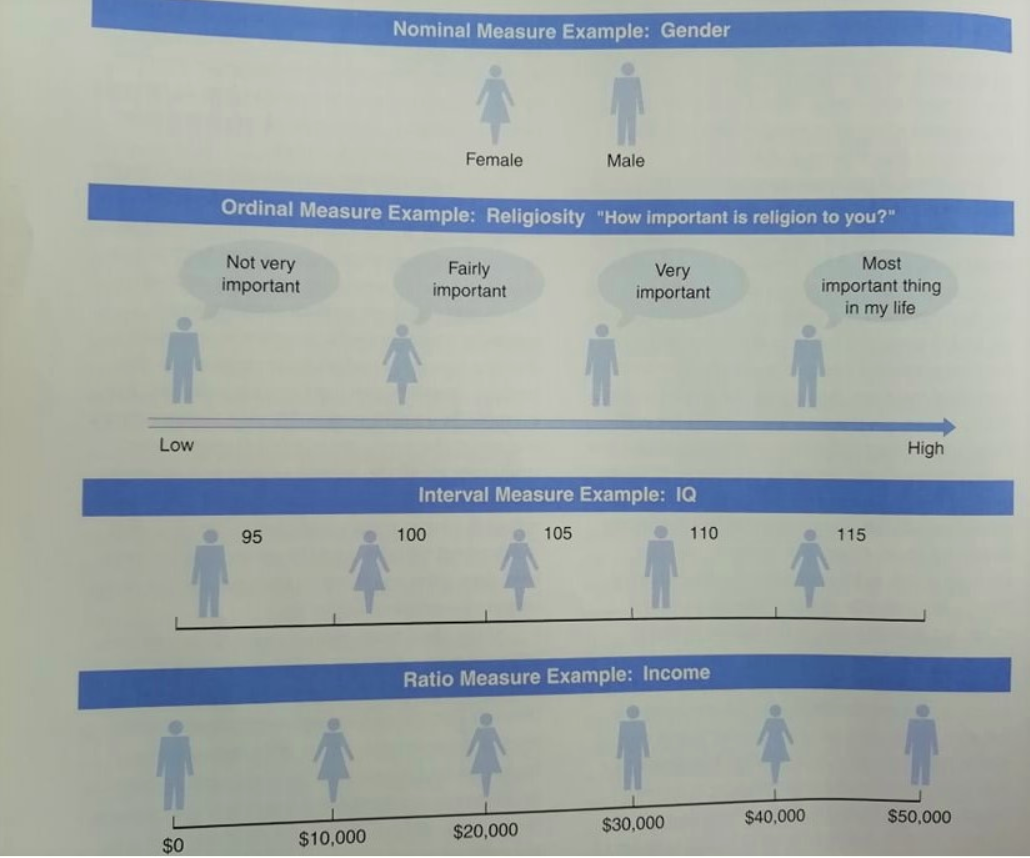 Nominal Measure Example: Gender
Female Male
Ordinal Measure Example: Religiosity "How important is religion to you?"
Not very
important
Fairly
important
Very
important
Most
important thing
in my life
Low High
Interval Measure Example: IQ
95 100 105 110 115
Ratio Measure Example: Income
$0 $10,000 $20,000 $30,000 $40,000 $50,000